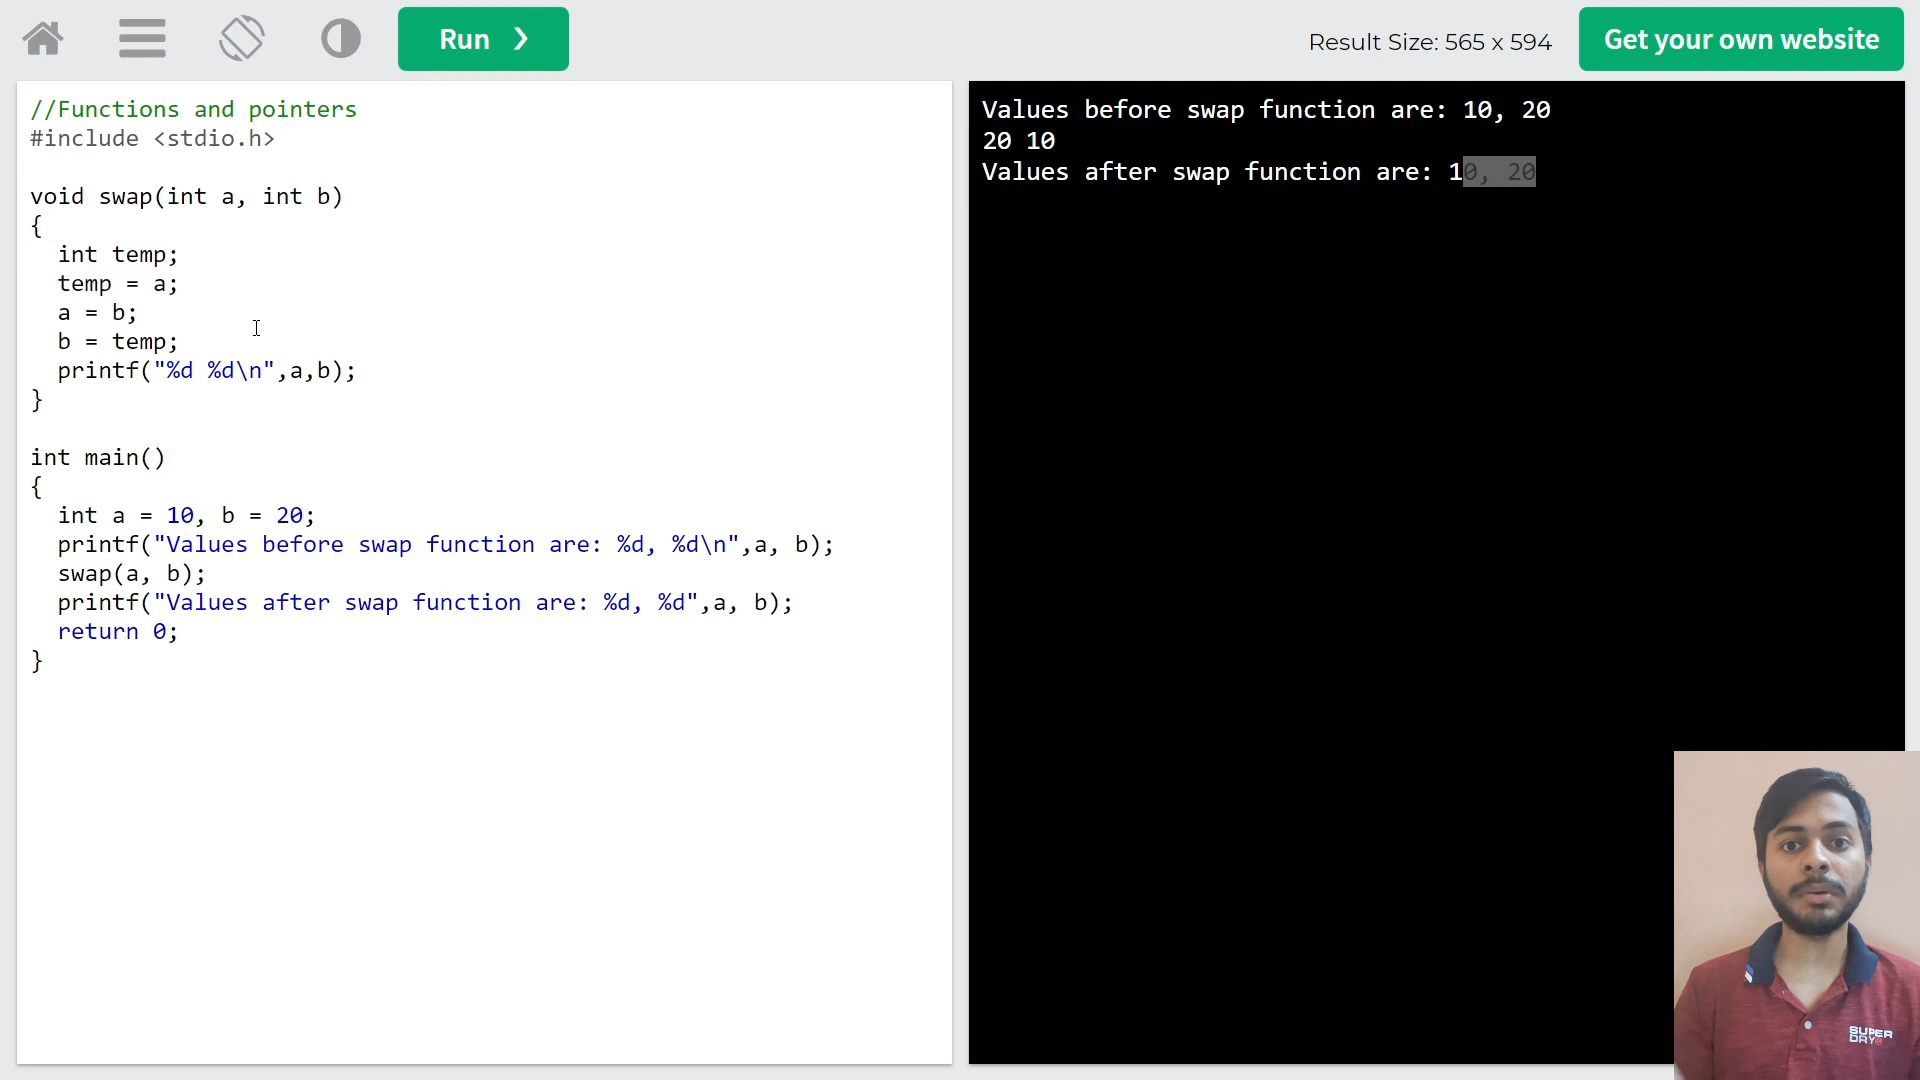 Run ❯
Result Size: 565 x 594
Get your own website
//Functions and pointers
#include <stdio.h>
void swap(int a, int b)
{
  int temp;
  temp = a;
  a = b;
  b = temp;
  printf("%d %d\n",a,b);
}
int main()
{
  int a = 10, b = 20;
  printf("Values before swap function are: %d, %d\n",a, b);
  swap(a, b);
  printf("Values after swap function are: %d, %d",a, b);
  return 0;
}
Values before swap function are: 10, 20
20 10
Values after swap function are: 10, 20
SUPER
DRY